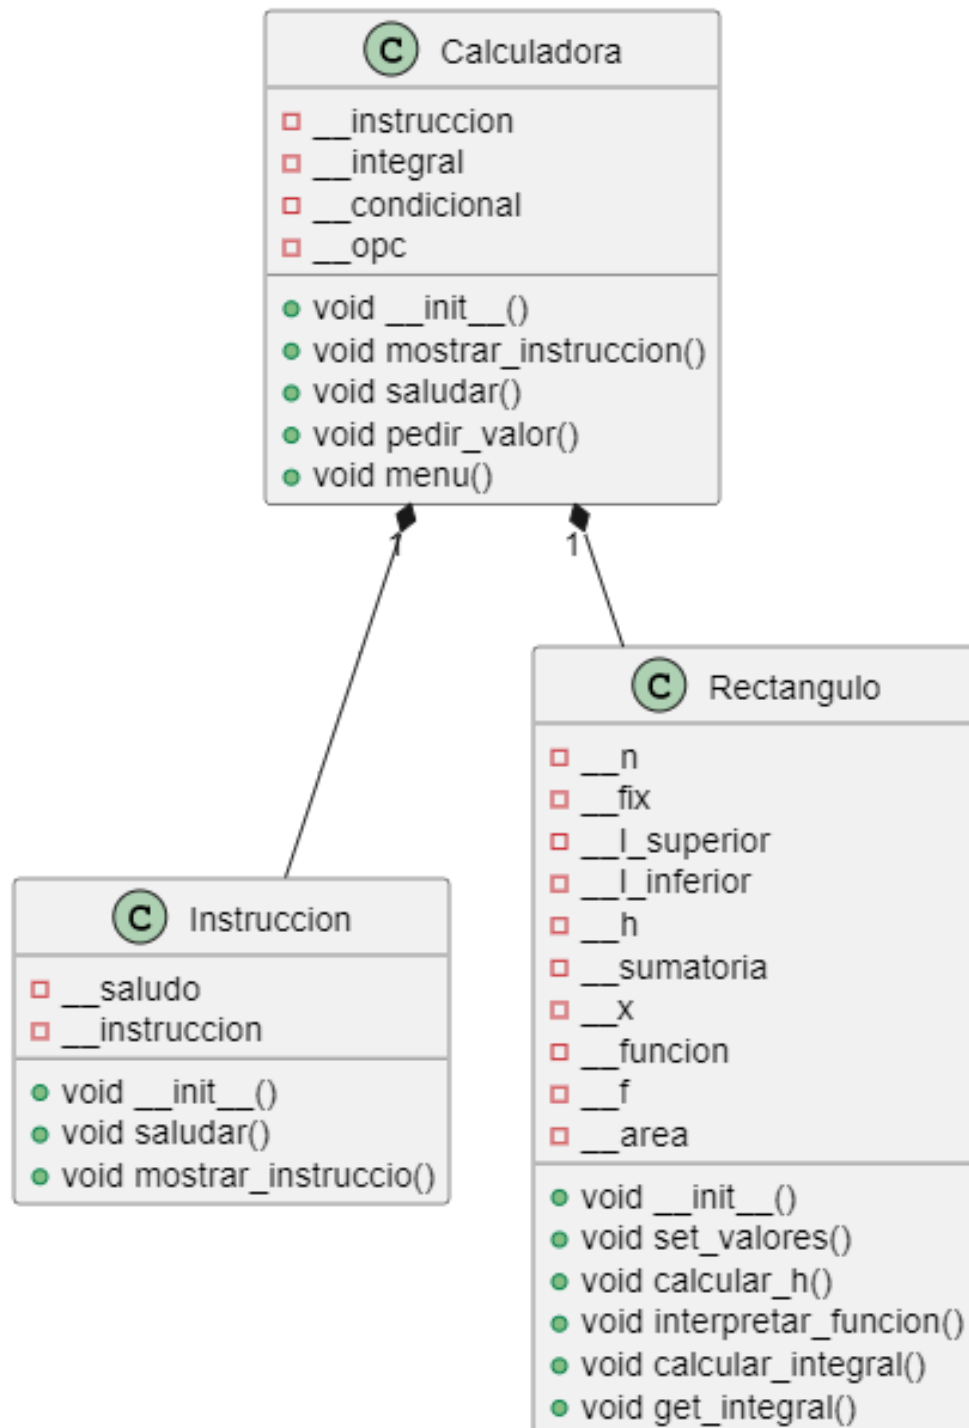 C Calculadora
__instruccion
__integral
__condicional
__opc
void __init__()
void mostrar_instruccion()
void saludar()
void pedir_valor()
void menu()
1
1
C Rectangulo
__n
__fix
__l_superior
__l_inferior
__h
__sumatoria
__x
__funcion
__f
__area
void __init__()
void set_valores()
void calcular_h()
void interpretar_funcion()
void calcular_integral()
void get_integral()
C Instruccion
__saludo
__instruccion
void __init__()
void saludar()
void mostrar_instruccio()